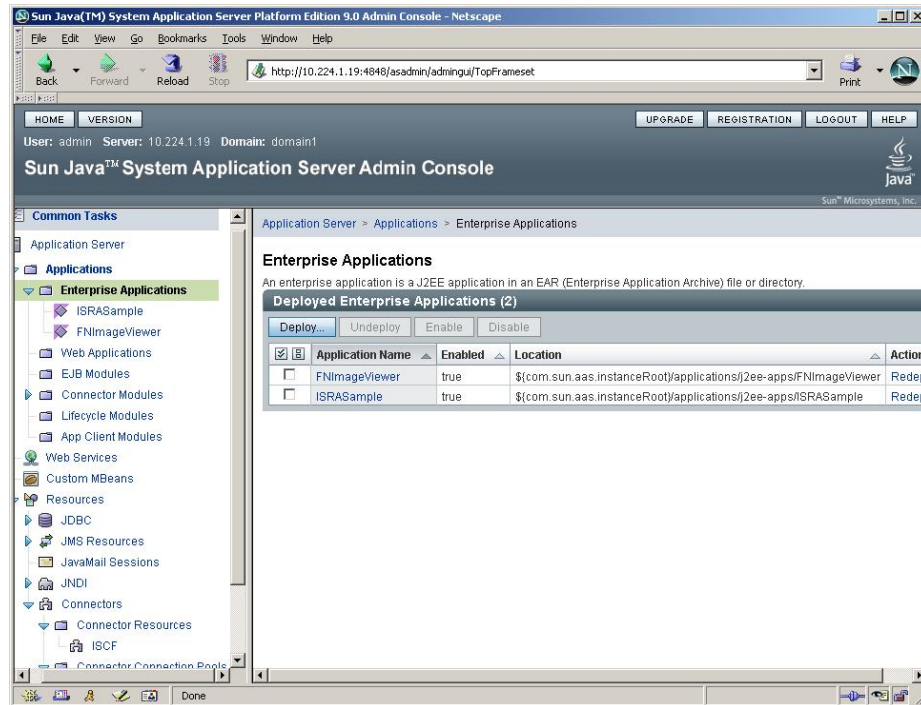 Sun Java(TM) System Application Server Platform Edition 9.0 Admin Console - Netscape
File Edit View Go Bookmarks Tools Window Help
Back Forward Reload Stop http://10.224.1.19:4848/asadmin/admingui/TopFrameset Print N
HOME VERSION UPGRADE REGISTRATION LOGOUT HELP
User: admin Server: 10.224.1.19 Domain: domain1
Sun Java™ System Application Server Admin Console
Java™
Sun™ Microsystems, Inc.
Common Tasks
Application Server
Applications
Enterprise Applications
ISRASample
FNImageViewer
Web Applications
EJB Modules
Connector Modules
Lifecycle Modules
App Client Modules
Web Services
Custom MBeans
Resources
JDBC
JMS Resources
JavaMail Sessions
JNDI
Connectors
Connector Resources
ISCF
Connector Connection Pools
Application Server > Applications > Enterprise Applications
Enterprise Applications
An enterprise application is a J2EE application in an EAR (Enterprise Application Archive) file or directory.
Deployed Enterprise Applications (2)
Deploy... Undeploy Enable Disable
Application Name Enabled Location Action
FNImageViewer true ${com.sun.aas.instanceRoot}/applications/j2ee-apps/FNImageViewer Redep
ISRASample true ${com.sun.aas.instanceRoot}/applications/j2ee-apps/ISRASample Redep
Done